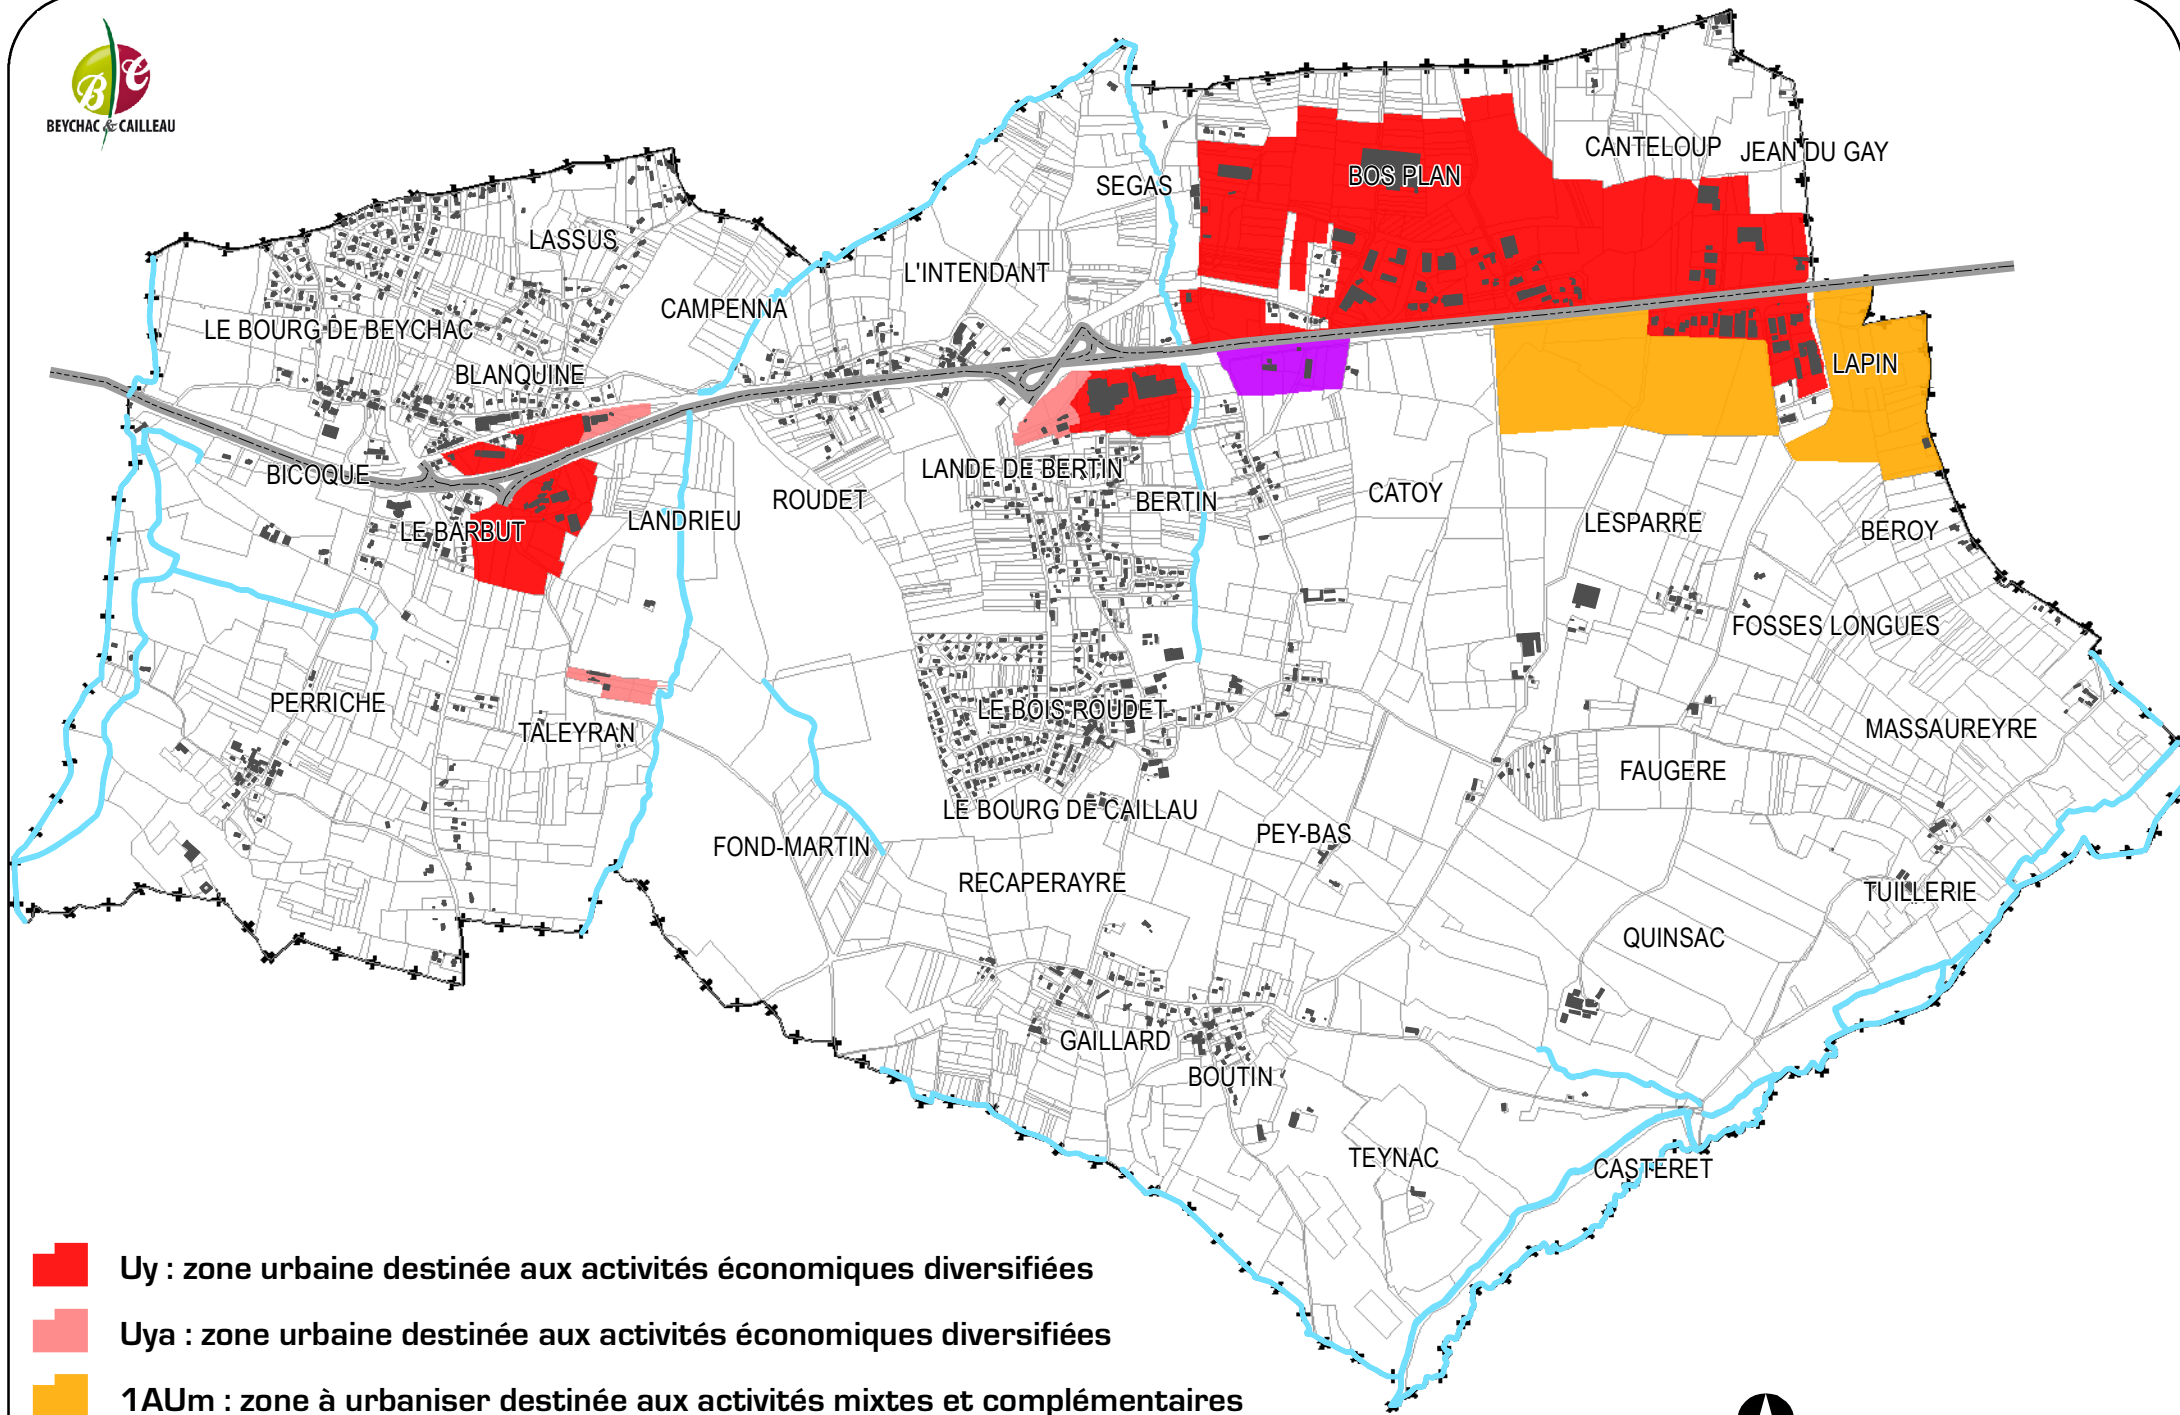 B C
BEYCHAC & CAILLEAU
CANTELOUP
JEAN DU GAY
BOS PLAN
SEGAS
LASSUS
L'INTENDANT
CAMPENNA
LE BOURG DE BEYCHAC
BLANQUINE
LAPIN
BICOQUE
LANDE DE BERTIN
ROUDET
BERTIN
CATOY
LE BARBUT
LANDRIEU
LESPARRE
BEROY
FOSSES LONGUES
PERRICHE
LE BOIS ROUDET
TALEYRAN
MASSAUREYRE
FAUGERE
LE BOURG DE CAILLAU
PEY-BAS
FOND-MARTIN
RECAPERAYRE
TUILLERIE
QUINSAC
GAILLARD
BOUTIN
TEYNAC
CASTERET
Uy : zone urbaine destinée aux activités économiques diversifiées
Uya : zone urbaine destinée aux activités économiques diversifiées
1AUm : zone à urbaniser destinée aux activités mixtes et complémentaires